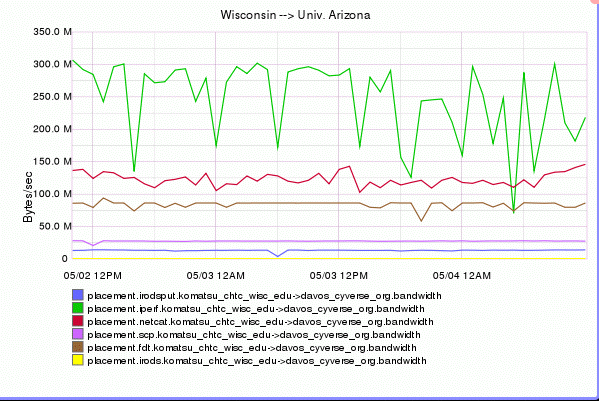 Wisconsin --> Univ. Arizona
350.0 M
300.0 M
250.0 M
200.0 M
150.0 M
100.0 M
50.0 M
0
Bytes/sec
05/02 12PM 05/03 12AM 05/03 12PM 05/04 12AM
placement.irodsput.komatsu_chtc_wisc_edu->davos_cyverse_org.bandwidth
placement.iperf.komatsu_chtc_wisc_edu->davos_cyverse_org.bandwidth
placement.netcat.komatsu_chtc_wisc_edu->davos_cyverse_org.bandwidth
placement.scp.komatsu_chtc_wisc_edu->davos_cyverse_org.bandwidth
placement.fdt.komatsu_chtc_wisc_edu->davos_cyverse_org.bandwidth
placement.irods.komatsu_chtc_wisc_edu->davos_cyverse_org.bandwidth